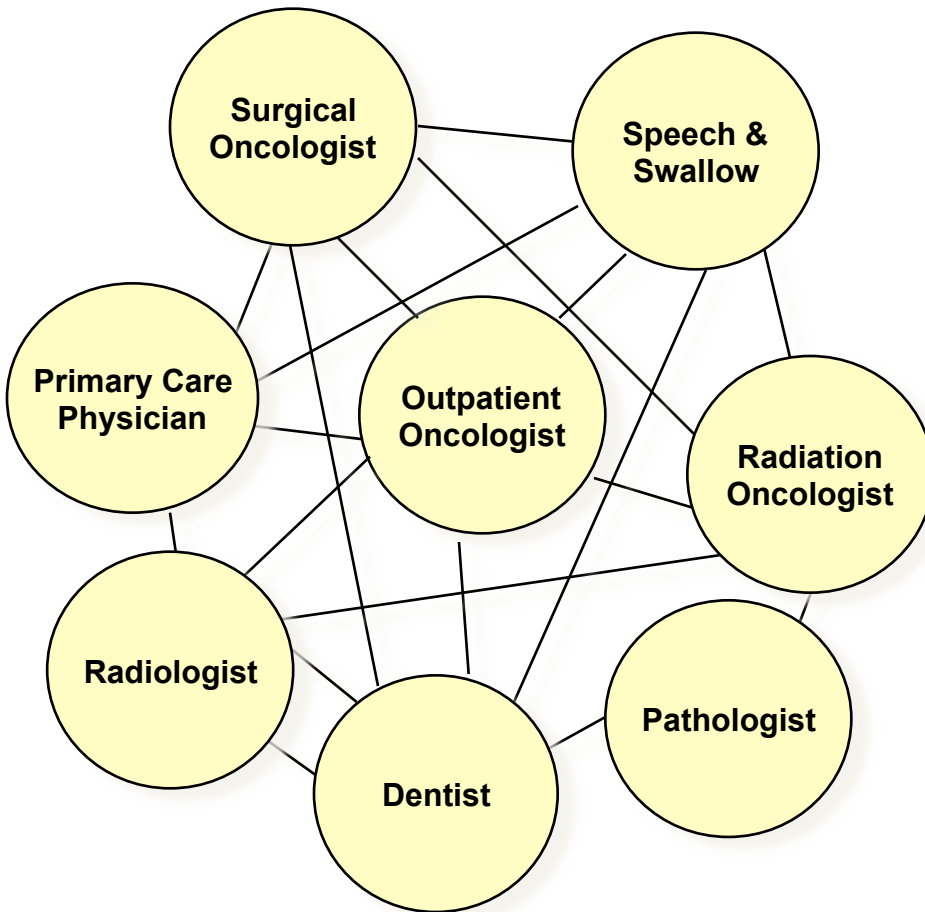 Surgical
Oncologist
Speech &
Swallow
Primary Care
Physician
Outpatient
Oncologist
Radiation
Oncologist
Radiologist
Pathologist
Dentist